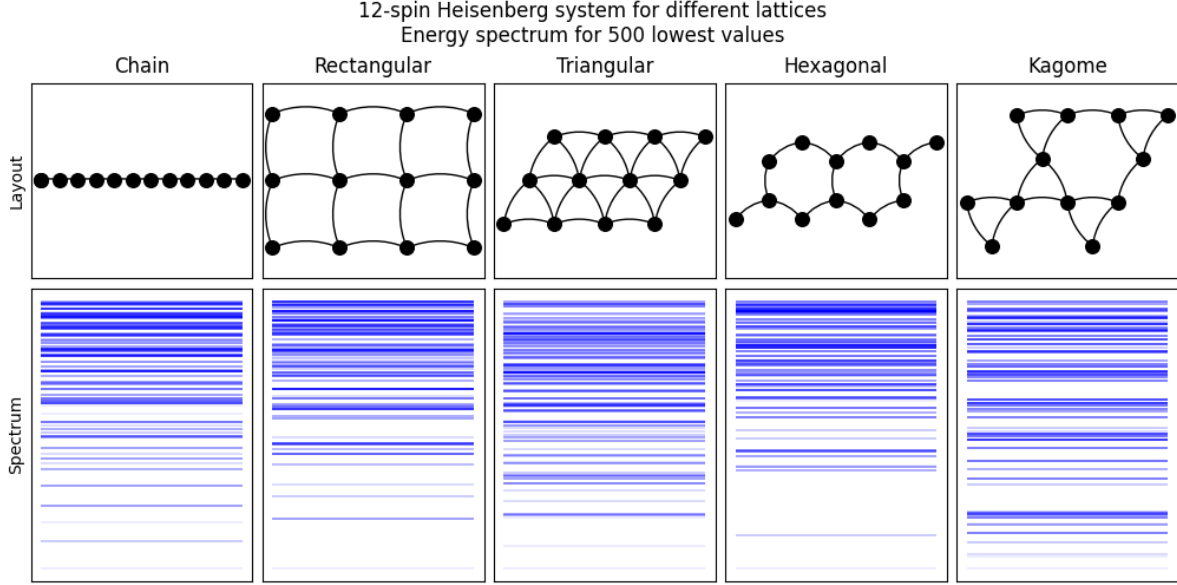 12-spin Heisenberg system for different lattices
Energy spectrum for 500 lowest values
Chain
Rectangular
Triangular
Hexagonal
Kagome
Layout
Spectrum